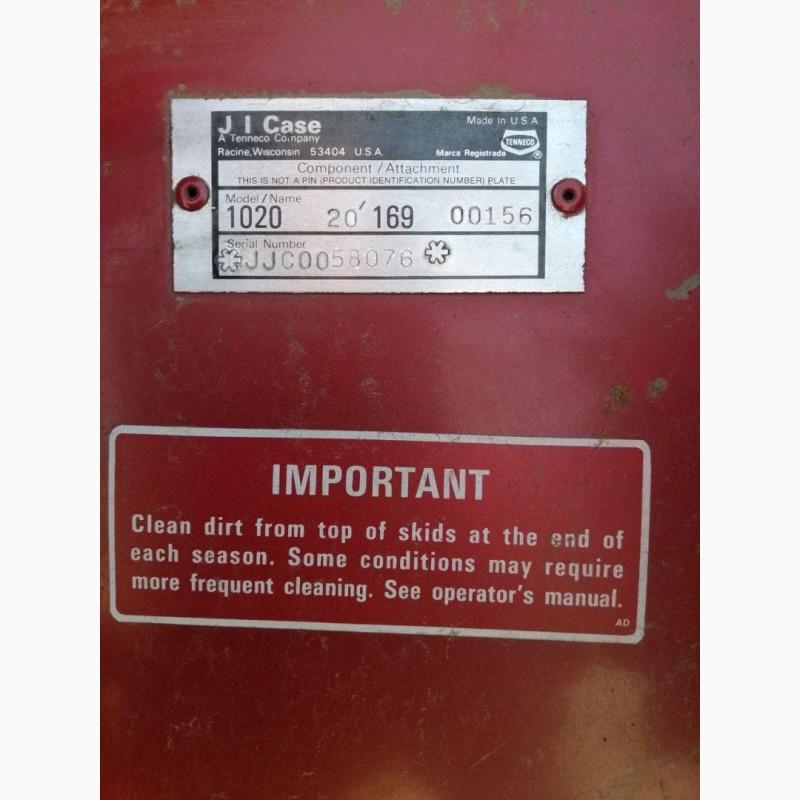 J I Case
Made in U S A
A Tenneco Company
TENNECO
Racine, Wisconsin 53404 U.S.A.
Marca Registrada ®
Component / Attachment
THIS IS NOT A PIN (PRODUCT IDENTIFICATION NUMBER) PLATE
Model / Name
1020 20' 169 00156
Serial Number
*JJC0058076*
IMPORTANT
Clean dirt from top of skids at the end of
each season. Some conditions may require
more frequent cleaning. See operator's manual.
AD